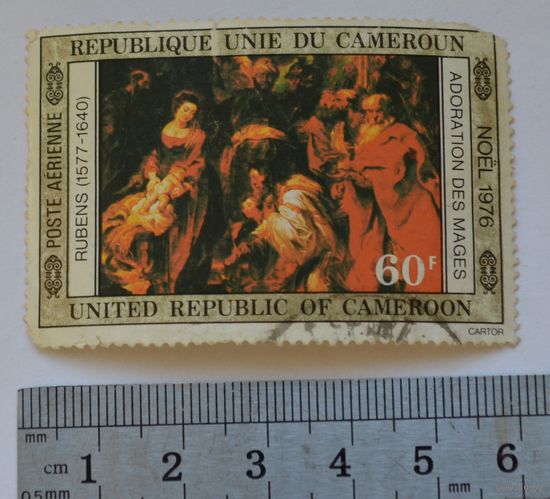 REPUBLIQUE UNIE DU CAMEROUN
POSTE AÉRIENNE
RUBENS (1577-1640)
ADORATION DES MAGES
NOËL 1976
60F
UNITED REPUBLIC OF CAMEROON
CARTOR
mm
cm 1 2 3 4 5 6
0.5mm mm